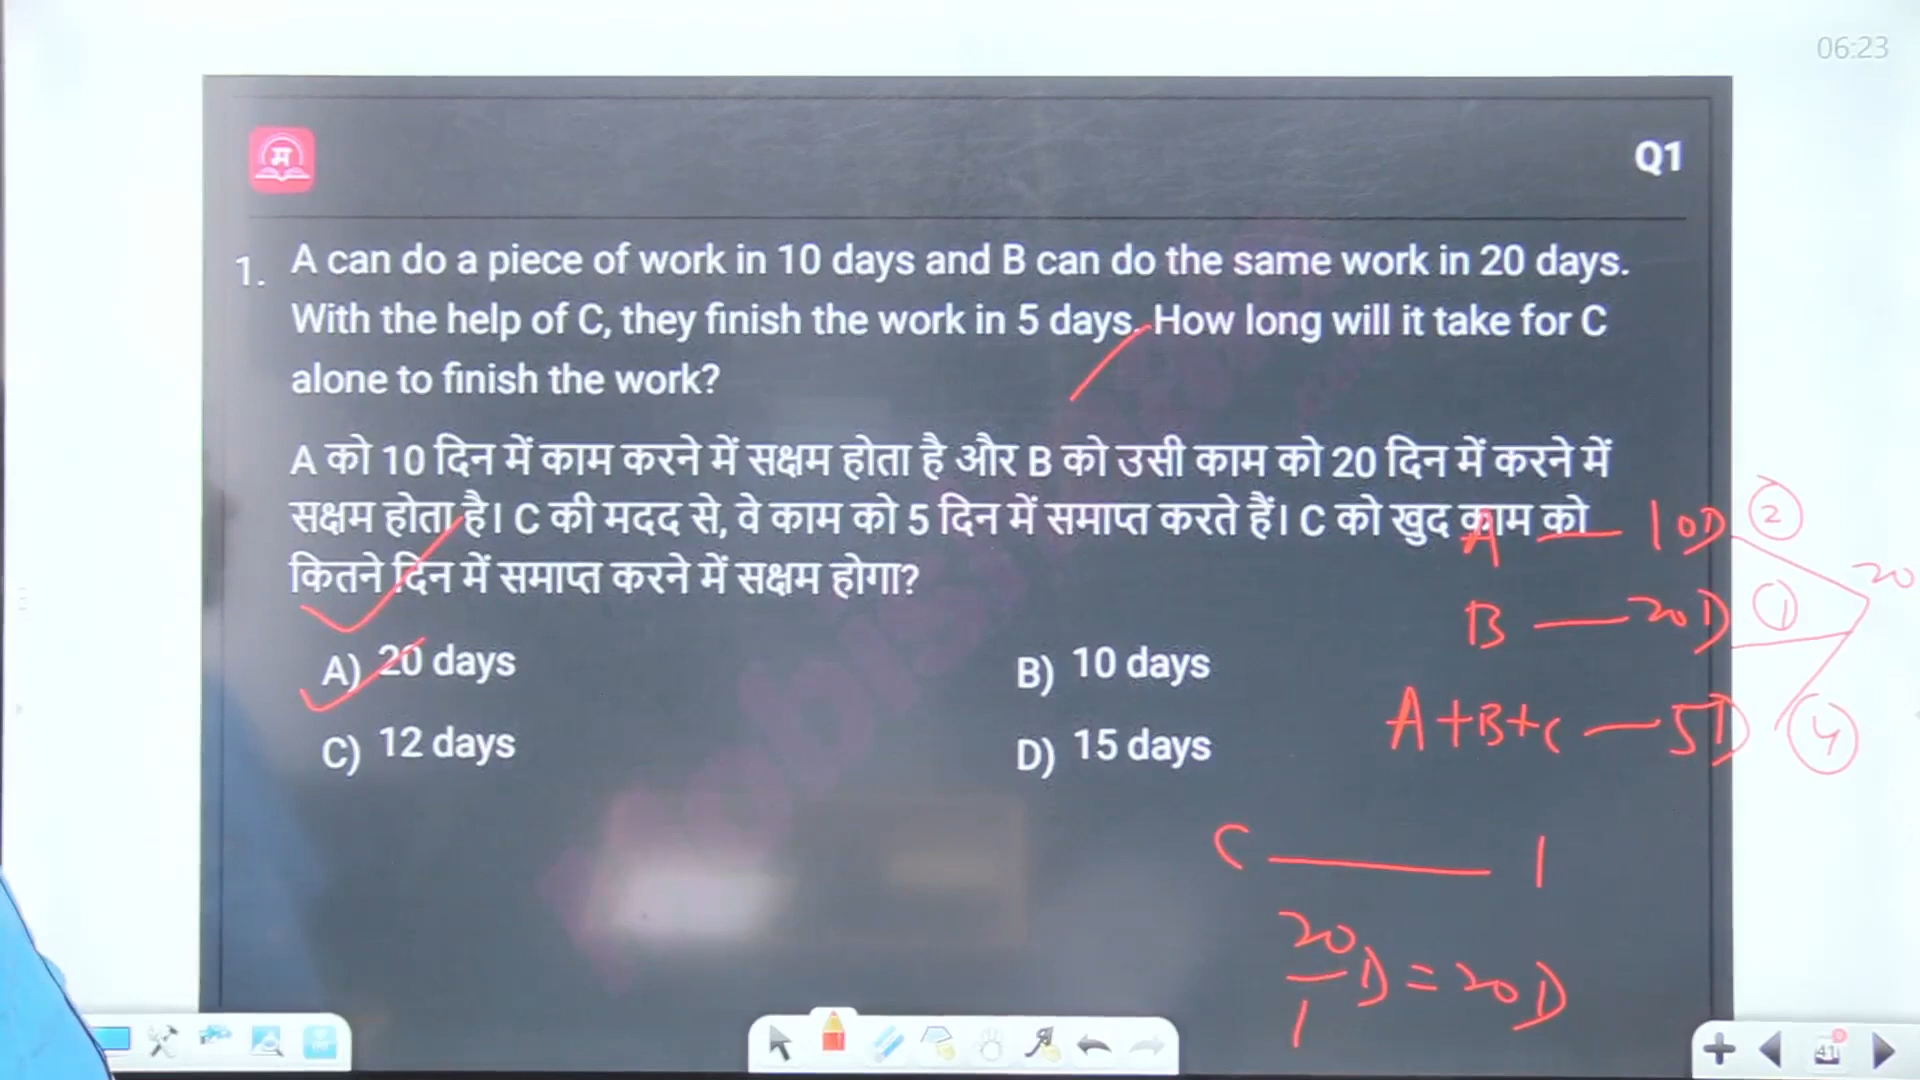 06:23
म
Q1
1. A can do a piece of work in 10 days and B can do the same work in 20 days.
With the help of C, they finish the work in 5 days. How long will it take for C
alone to finish the work?
A को 10 दिन में काम करने में सक्षम होता है और B को उसी काम को 20 दिन में करने में
सक्षम होता है। C की मदद से, वे काम को 5 दिन में समाप्त करते हैं। C को खुद काम को
कितने दिन में समाप्त करने में सक्षम होगा?
A) 20 days
B) 10 days
C) 12 days
D) 15 days
A — 10D 2
20
B — 20D 1
A+B+C — 5D 4
C — 1
20/1 D = 20D
41